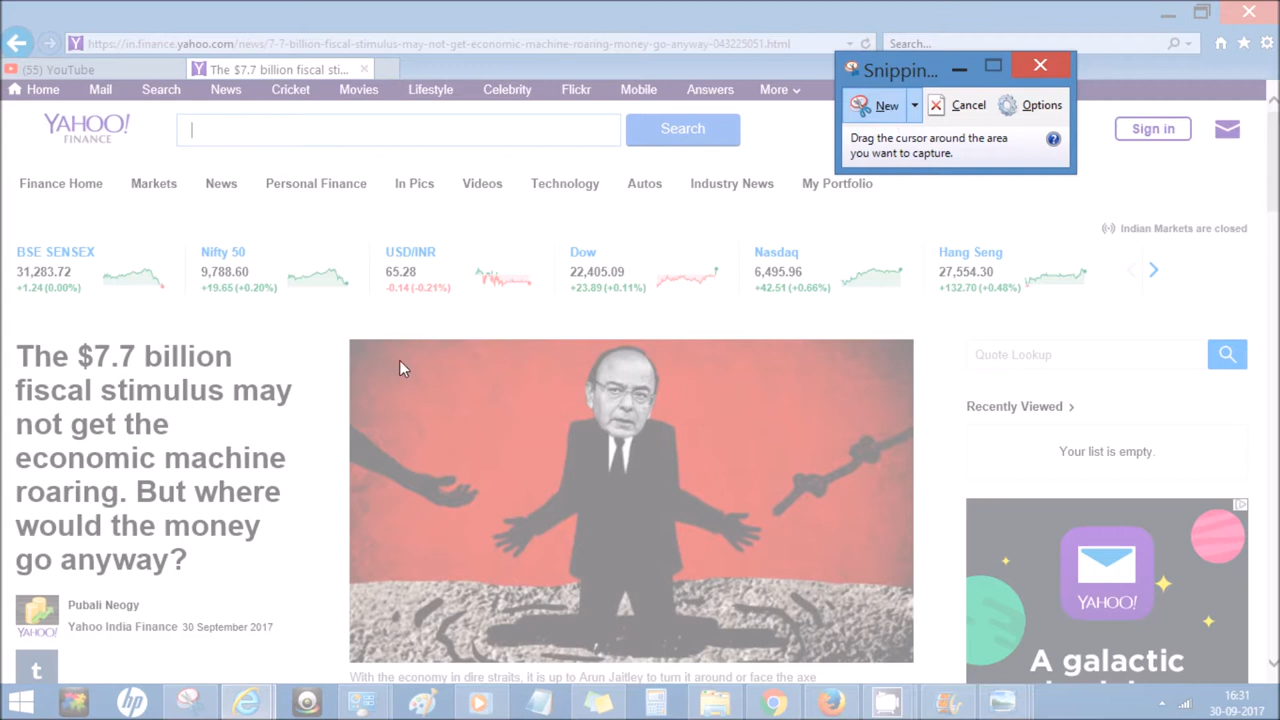 https://in.finance.yahoo.com/news/7-7-billion-fiscal-stimulus-may-not-get-economic-machine-roaring-money-go-anyway-043225051.html
Search...
(55) YouTube
The $7.7 billion fiscal sti...
Snippin...
New
Cancel
Options
Drag the cursor around the area
you want to capture.
Home Mail Search News Cricket Movies Lifestyle Celebrity Flickr Mobile Answers More
YAHOO!
FINANCE
Search
Sign in
Finance Home Markets News Personal Finance In Pics Videos Technology Autos Industry News My Portfolio
Indian Markets are closed
BSE SENSEX
31,283.72
+1.24 (0.00%)
Nifty 50
9,788.60
+19.65 (+0.20%)
USD/INR
65.28
-0.14 (-0.21%)
Dow
22,405.09
+23.89 (+0.11%)
Nasdaq
6,495.96
+42.51 (+0.66%)
Hang Seng
27,554.30
+132.70 (+0.48%)
The $7.7 billion
fiscal stimulus may
not get the
economic machine
roaring. But where
would the money
go anyway?
YAHOO!
Pubali Neogy
Yahoo India Finance 30 September 2017
t
With the economy in dire straits, it is up to Arun Jaitley to turn it around or face the axe
Quote Lookup
Recently Viewed
Your list is empty.
YAHOO!
A galactic
hp
16:31
30-09-2017